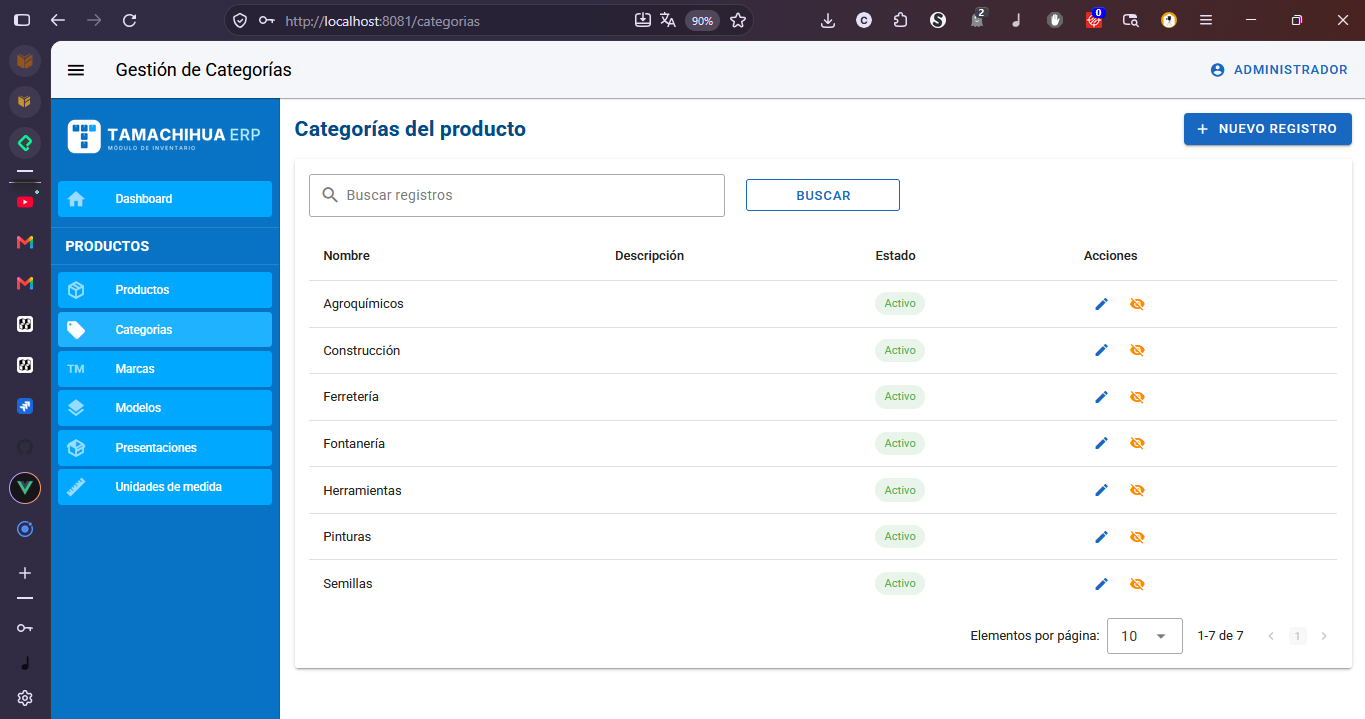 http://localhost:8081/categorias
90%
2
0
Gestión de Categorías
ADMINISTRADOR
TAMACHIHUA ERP
MÓDULO DE INVENTARIO
Dashboard
PRODUCTOS
Productos
Categorias
TM Marcas
Modelos
Presentaciones
Unidades de medida
Categorías del producto
+ NUEVO REGISTRO
Buscar registros
BUSCAR
Nombre Descripción Estado Acciones
Agroquímicos Activo
Construcción Activo
Ferretería Activo
Fontanería Activo
Herramientas Activo
Pinturas Activo
Semillas Activo
Elementos por página: 10 1-7 de 7 1